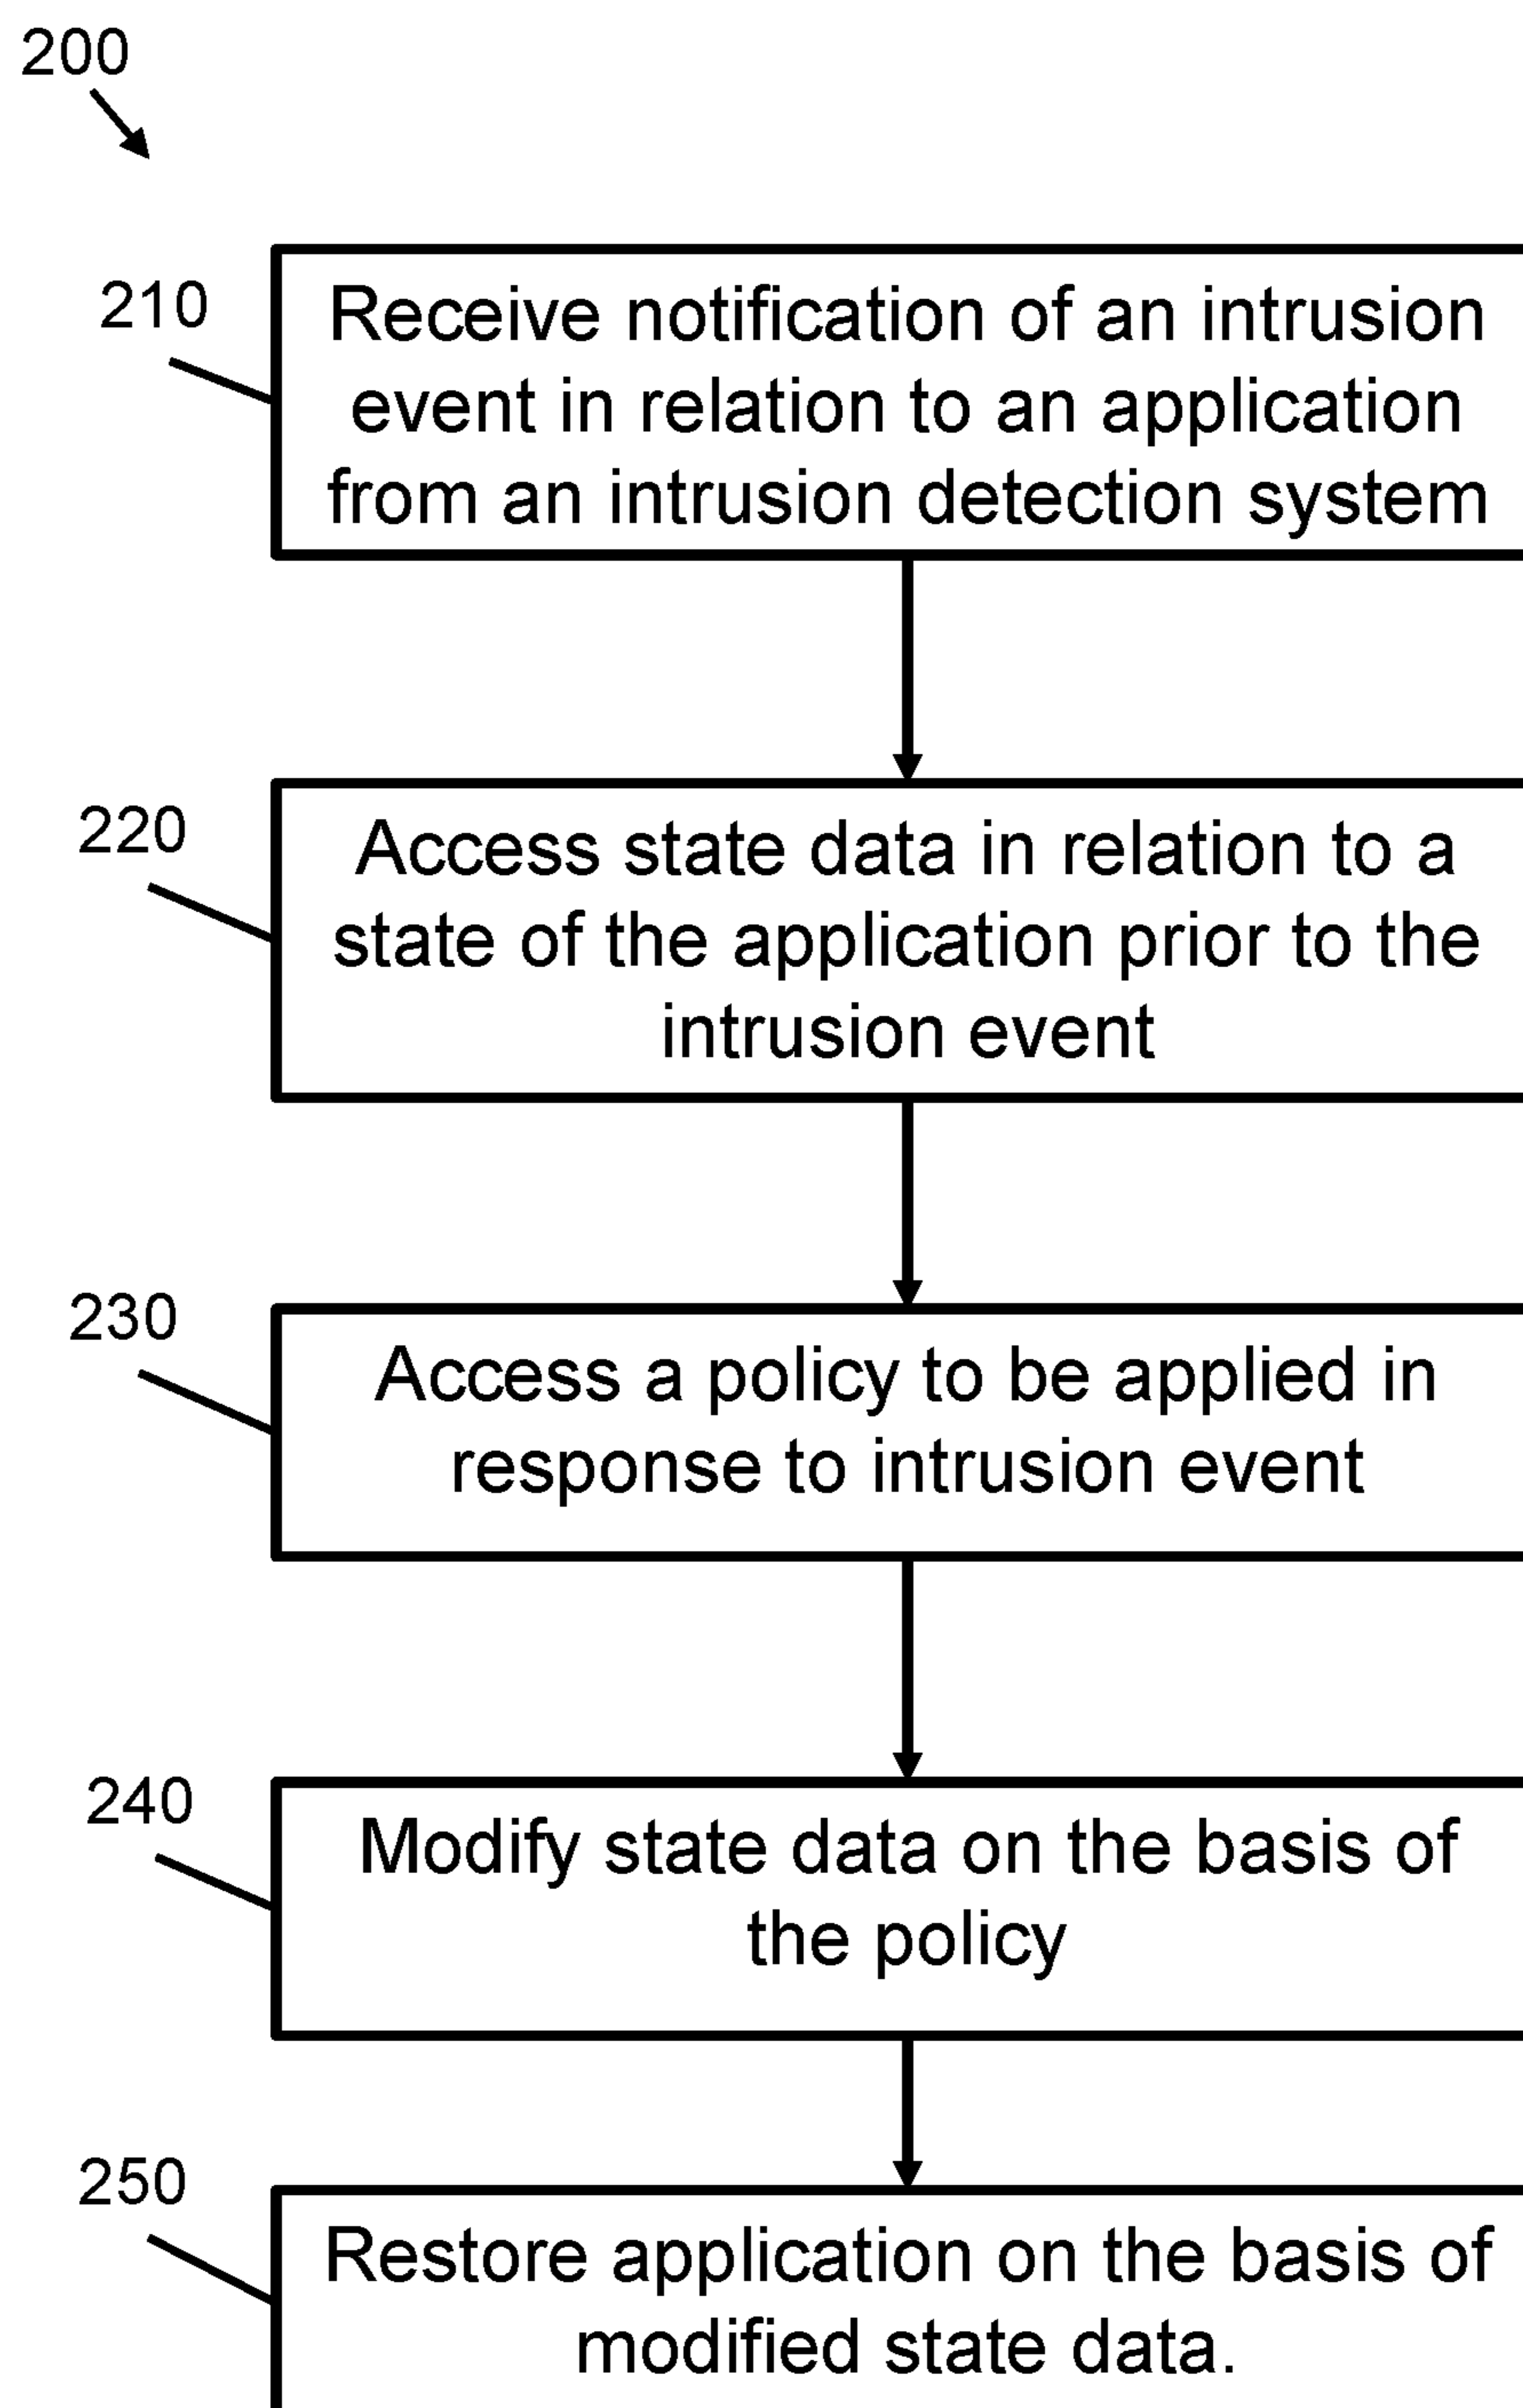 200
210
Receive notification of an intrusion
event in relation to an application
from an intrusion detection system
220
Access state data in relation to a
state of the application prior to the
intrusion event
230
Access a policy to be applied in
response to intrusion event
240
Modify state data on the basis of
the policy
250
Restore application on the basis of
modified state data.